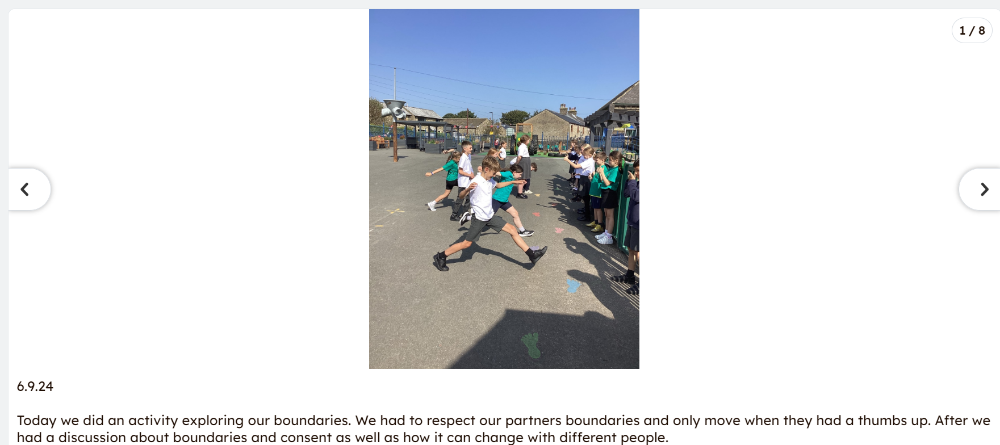 1 / 8
6.9.24
Today we did an activity exploring our boundaries. We had to respect our partners boundaries and only move when they had a thumbs up. After we
had a discussion about boundaries and consent as well as how it can change with different people.